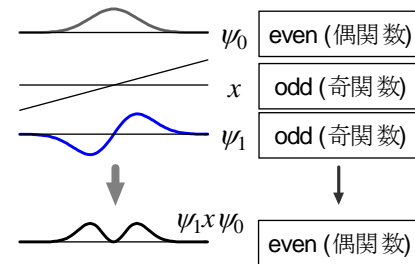 ψ₀ even (偶関数)
x odd (奇関数)
ψ₁ odd (奇関数)
ψ₁xψ₀
even (偶関数)